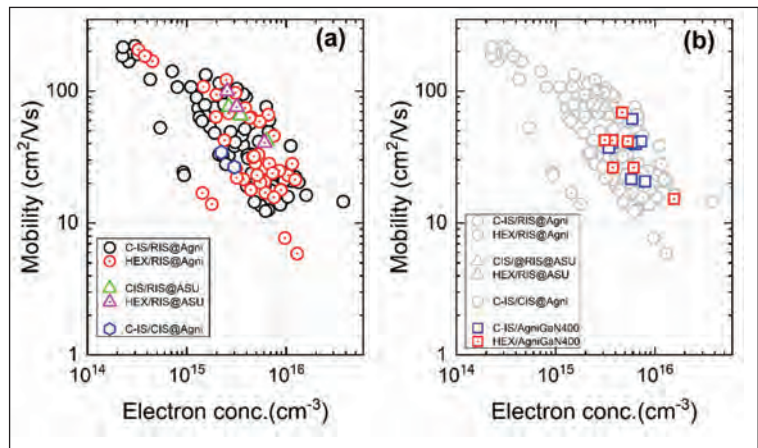 (a)
Mobility (cm²/Vs)
100
10
1
C-IS/RIS@Agni
HEX/RIS@Agni
CIS/RIS@ASU
HEX/RIS@ASU
C-IS/CIS@Agni
10¹⁴ 10¹⁵ 10¹⁶
Electron conc.(cm⁻³)
(b)
Mobility (cm²/Vs)
100
10
1
C-IS/RIS@Agni
HEX/RIS@Agni
CIS/@RIS@ASU
HEX/RIS@ASU
C-IS/CIS@Agni
C-IS/AgniGaN400
HEX/AgniGaN400
10¹⁴ 10¹⁵ 10¹⁶
Electron conc.(cm⁻³)